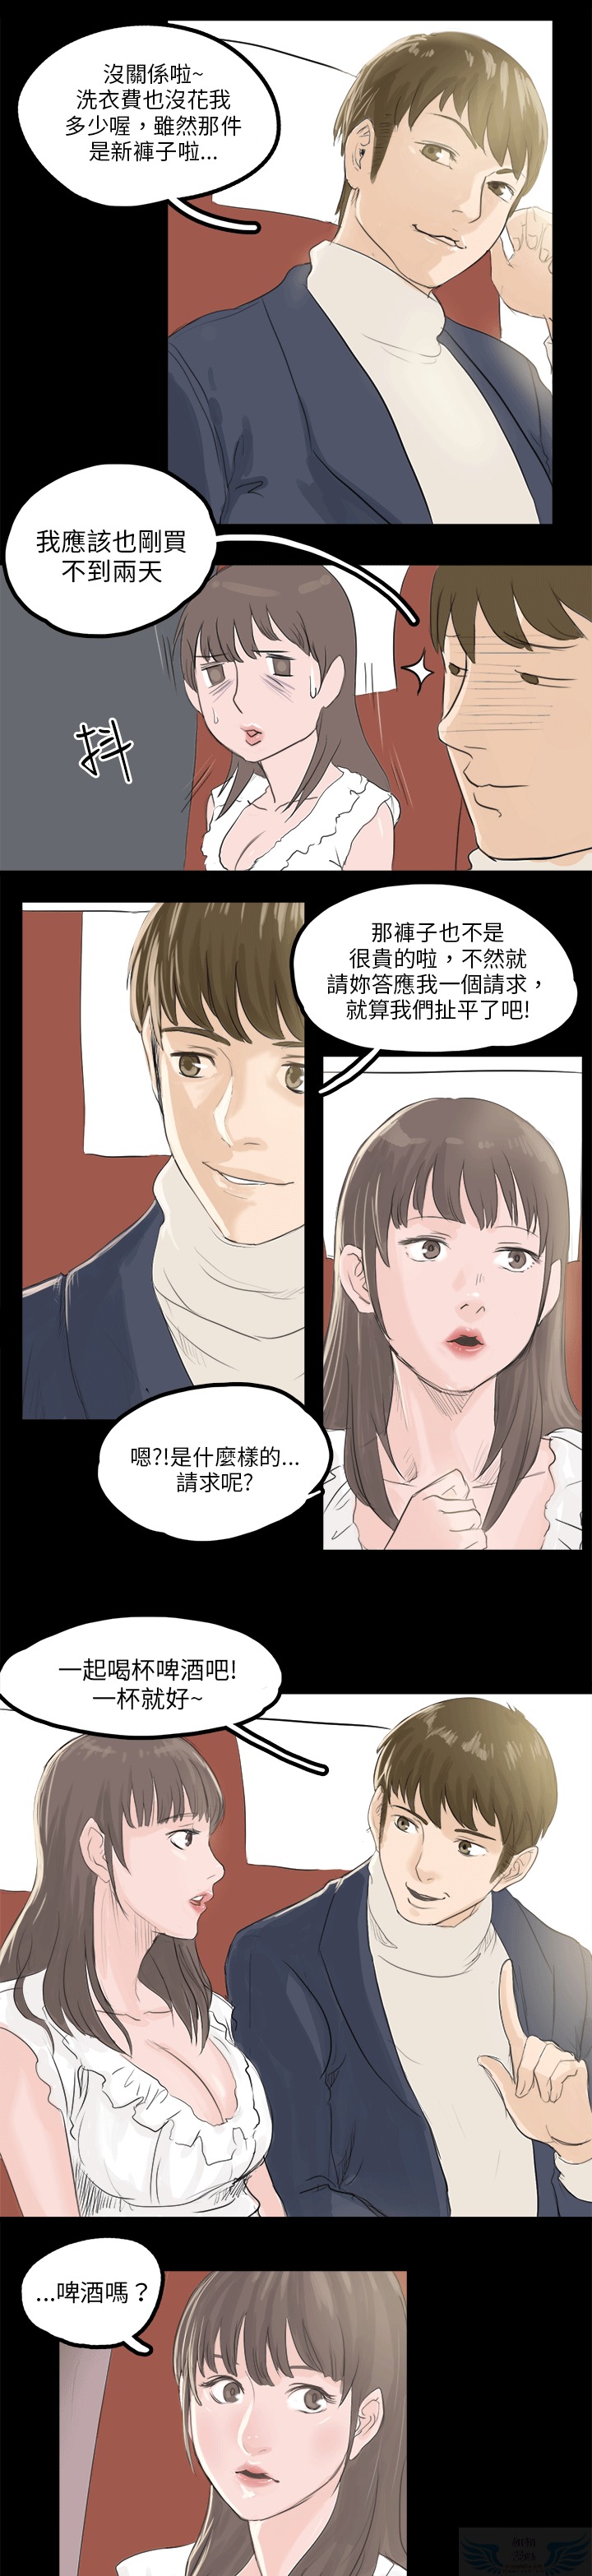 沒關係啦~
洗衣費也沒花我
多少喔，雖然那件
是新褲子啦...
我應該也剛買
不到兩天
抖
那褲子也不是
很貴的啦，不然就
請妳答應我一個請求，
就算我們扯平了吧!
嗯?!是什麼樣的...
請求呢?
一起喝杯啤酒吧!
一杯就好~
...啤酒嗎？